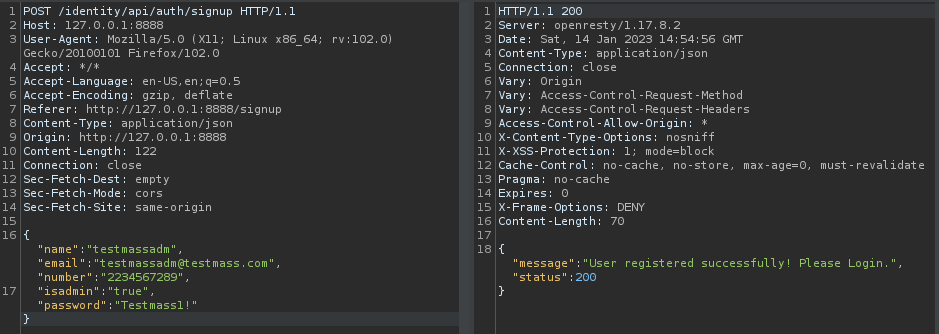 1 POST /identity/api/auth/signup HTTP/1.1
2 Host: 127.0.0.1:8888
3 User-Agent: Mozilla/5.0 (X11; Linux x86_64; rv:102.0)
Gecko/20100101 Firefox/102.0
4 Accept: */*
5 Accept-Language: en-US,en;q=0.5
6 Accept-Encoding: gzip, deflate
7 Referer: http://127.0.0.1:8888/signup
8 Content-Type: application/json
9 Origin: http://127.0.0.1:8888
10 Content-Length: 122
11 Connection: close
12 Sec-Fetch-Dest: empty
13 Sec-Fetch-Mode: cors
14 Sec-Fetch-Site: same-origin
15
16 {
"name":"testmassadm",
"email":"testmassadm@testmass.com",
"number":"2234567289",
17 "isadmin":"true",
"password":"Testmass1!"
}
1 HTTP/1.1 200
2 Server: openresty/1.17.8.2
3 Date: Sat, 14 Jan 2023 14:54:56 GMT
4 Content-Type: application/json
5 Connection: close
6 Vary: Origin
7 Vary: Access-Control-Request-Method
8 Vary: Access-Control-Request-Headers
9 Access-Control-Allow-Origin: *
10 X-Content-Type-Options: nosniff
11 X-XSS-Protection: 1; mode=block
12 Cache-Control: no-cache, no-store, max-age=0, must-revalidate
13 Pragma: no-cache
14 Expires: 0
15 X-Frame-Options: DENY
16 Content-Length: 70
17
18 {
"message":"User registered successfully! Please Login.",
"status":200
}